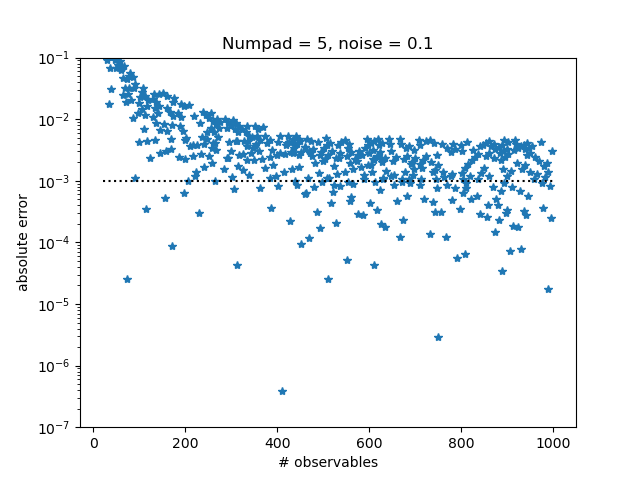 Numpad = 5, noise = 0.1
absolute error
10⁻¹
10⁻²
10⁻³
10⁻⁴
10⁻⁵
10⁻⁶
10⁻⁷
0 200 400 600 800 1000
# observables